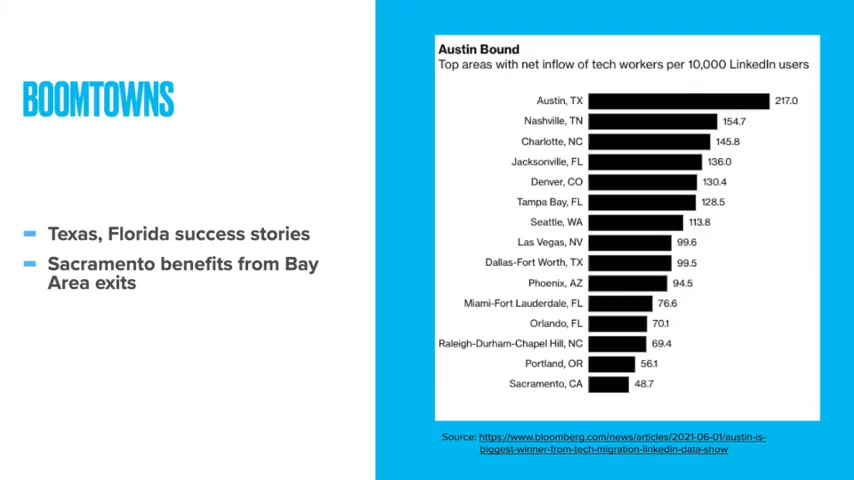 BOOMTOWNS
Texas, Florida success stories
Sacramento benefits from Bay
Area exits
Austin Bound
Top areas with net inflow of tech workers per 10,000 LinkedIn users
Austin, TX 217.0
Nashville, TN 154.7
Charlotte, NC 145.8
Jacksonville, FL 136.0
Denver, CO 130.4
Tampa Bay, FL 128.5
Seattle, WA 113.8
Las Vegas, NV 99.6
Dallas-Fort Worth, TX 99.5
Phoenix, AZ 94.5
Miami-Fort Lauderdale, FL 76.6
Orlando, FL 70.1
Raleigh-Durham-Chapel Hill, NC 69.4
Portland, OR 56.1
Sacramento, CA 48.7
Source: https://www.bloomberg.com/news/articles/2021-06-01/austin-is-
biggest-winner-from-tech-migration-linkedin-data-show